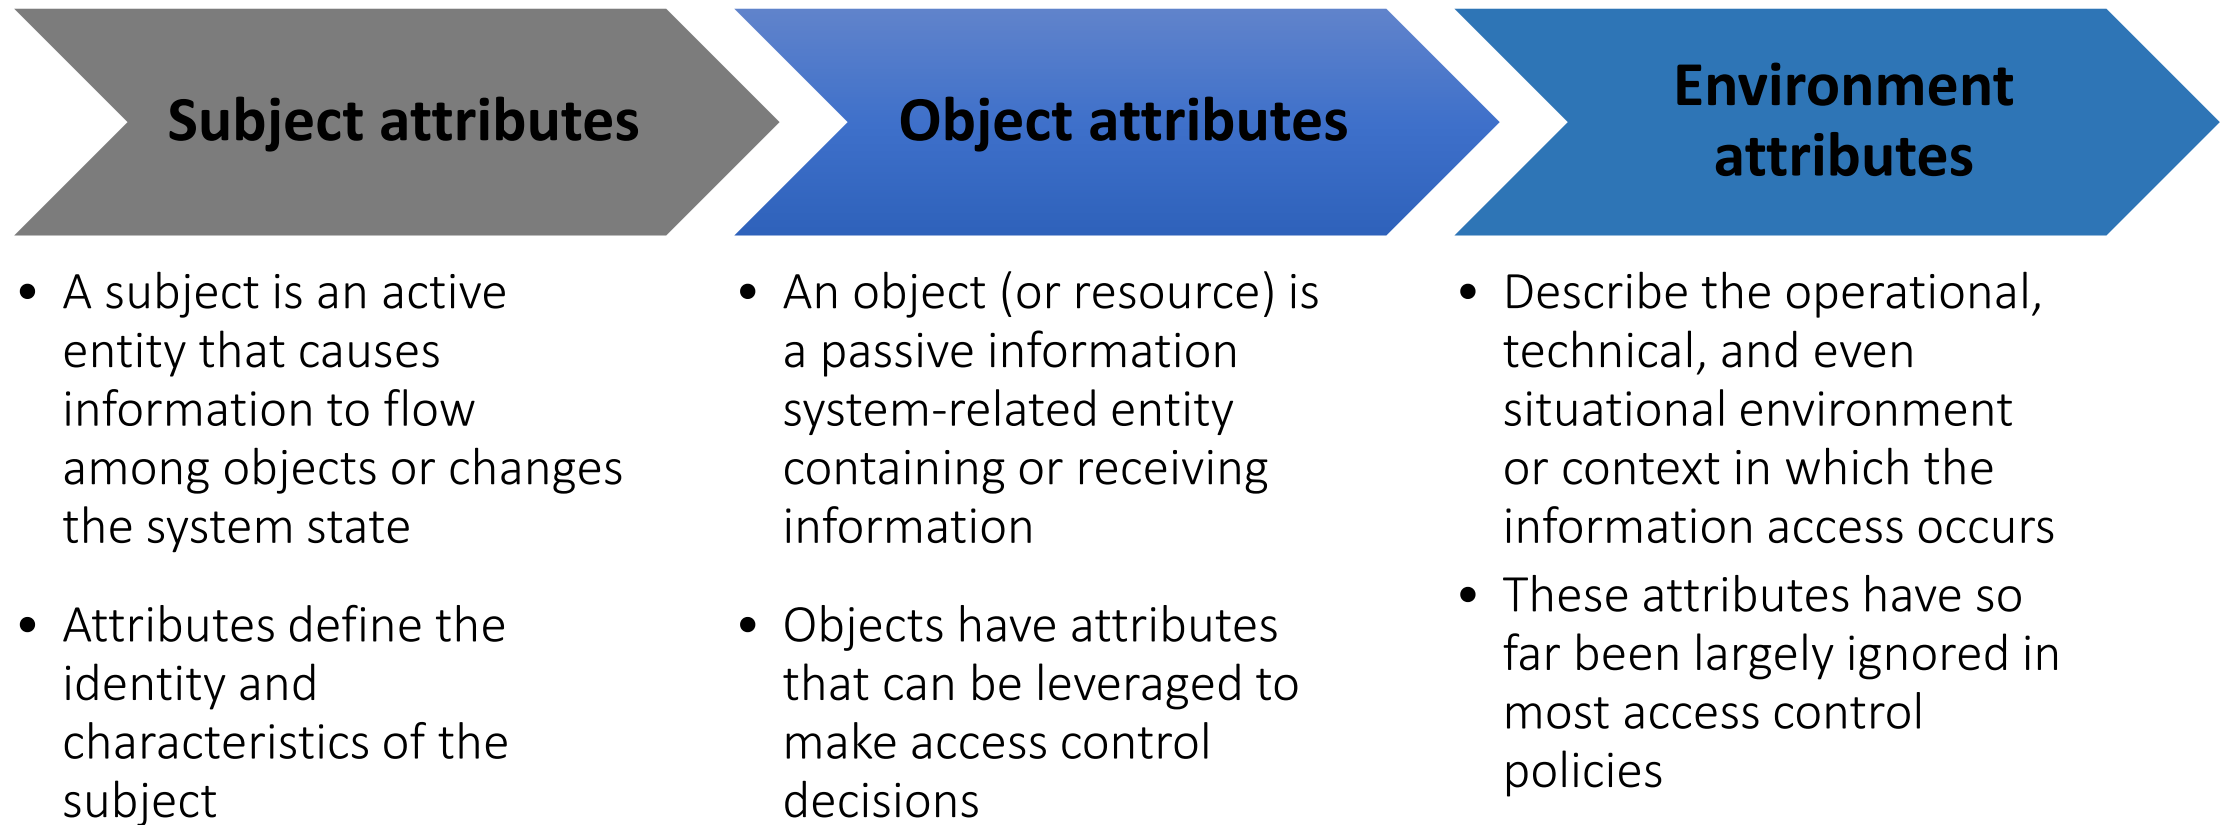 Subject attributes
• A subject is an active
entity that causes
information to flow
among objects or changes
the system state
• Attributes define the
identity and
characteristics of the
subject
Object attributes
• An object (or resource) is
a passive information
system-related entity
containing or receiving
information
• Objects have attributes
that can be leveraged to
make access control
decisions
Environment
attributes
• Describe the operational,
technical, and even
situational environment
or context in which the
information access occurs
• These attributes have so
far been largely ignored in
most access control
policies